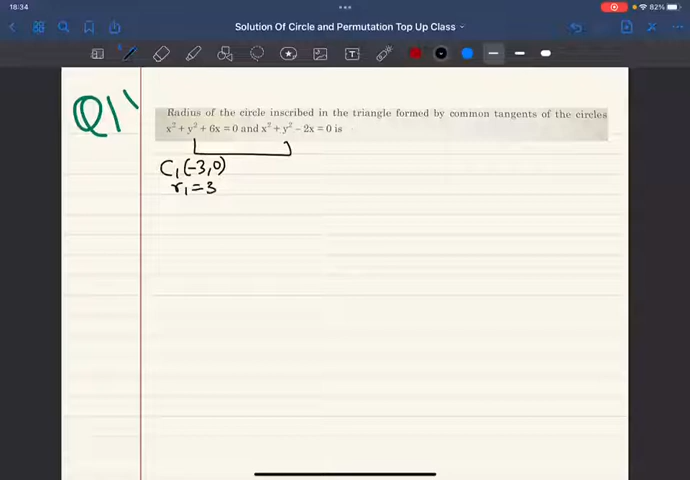 18:34
82%
Solution Of Circle and Permutation Top Up Class
Q11
Radius of the circle inscribed in the triangle formed by common tangents of the circles
x² + y² + 6x = 0 and x² + y² – 2x = 0 is
C₁(-3,0)
r₁ = 3